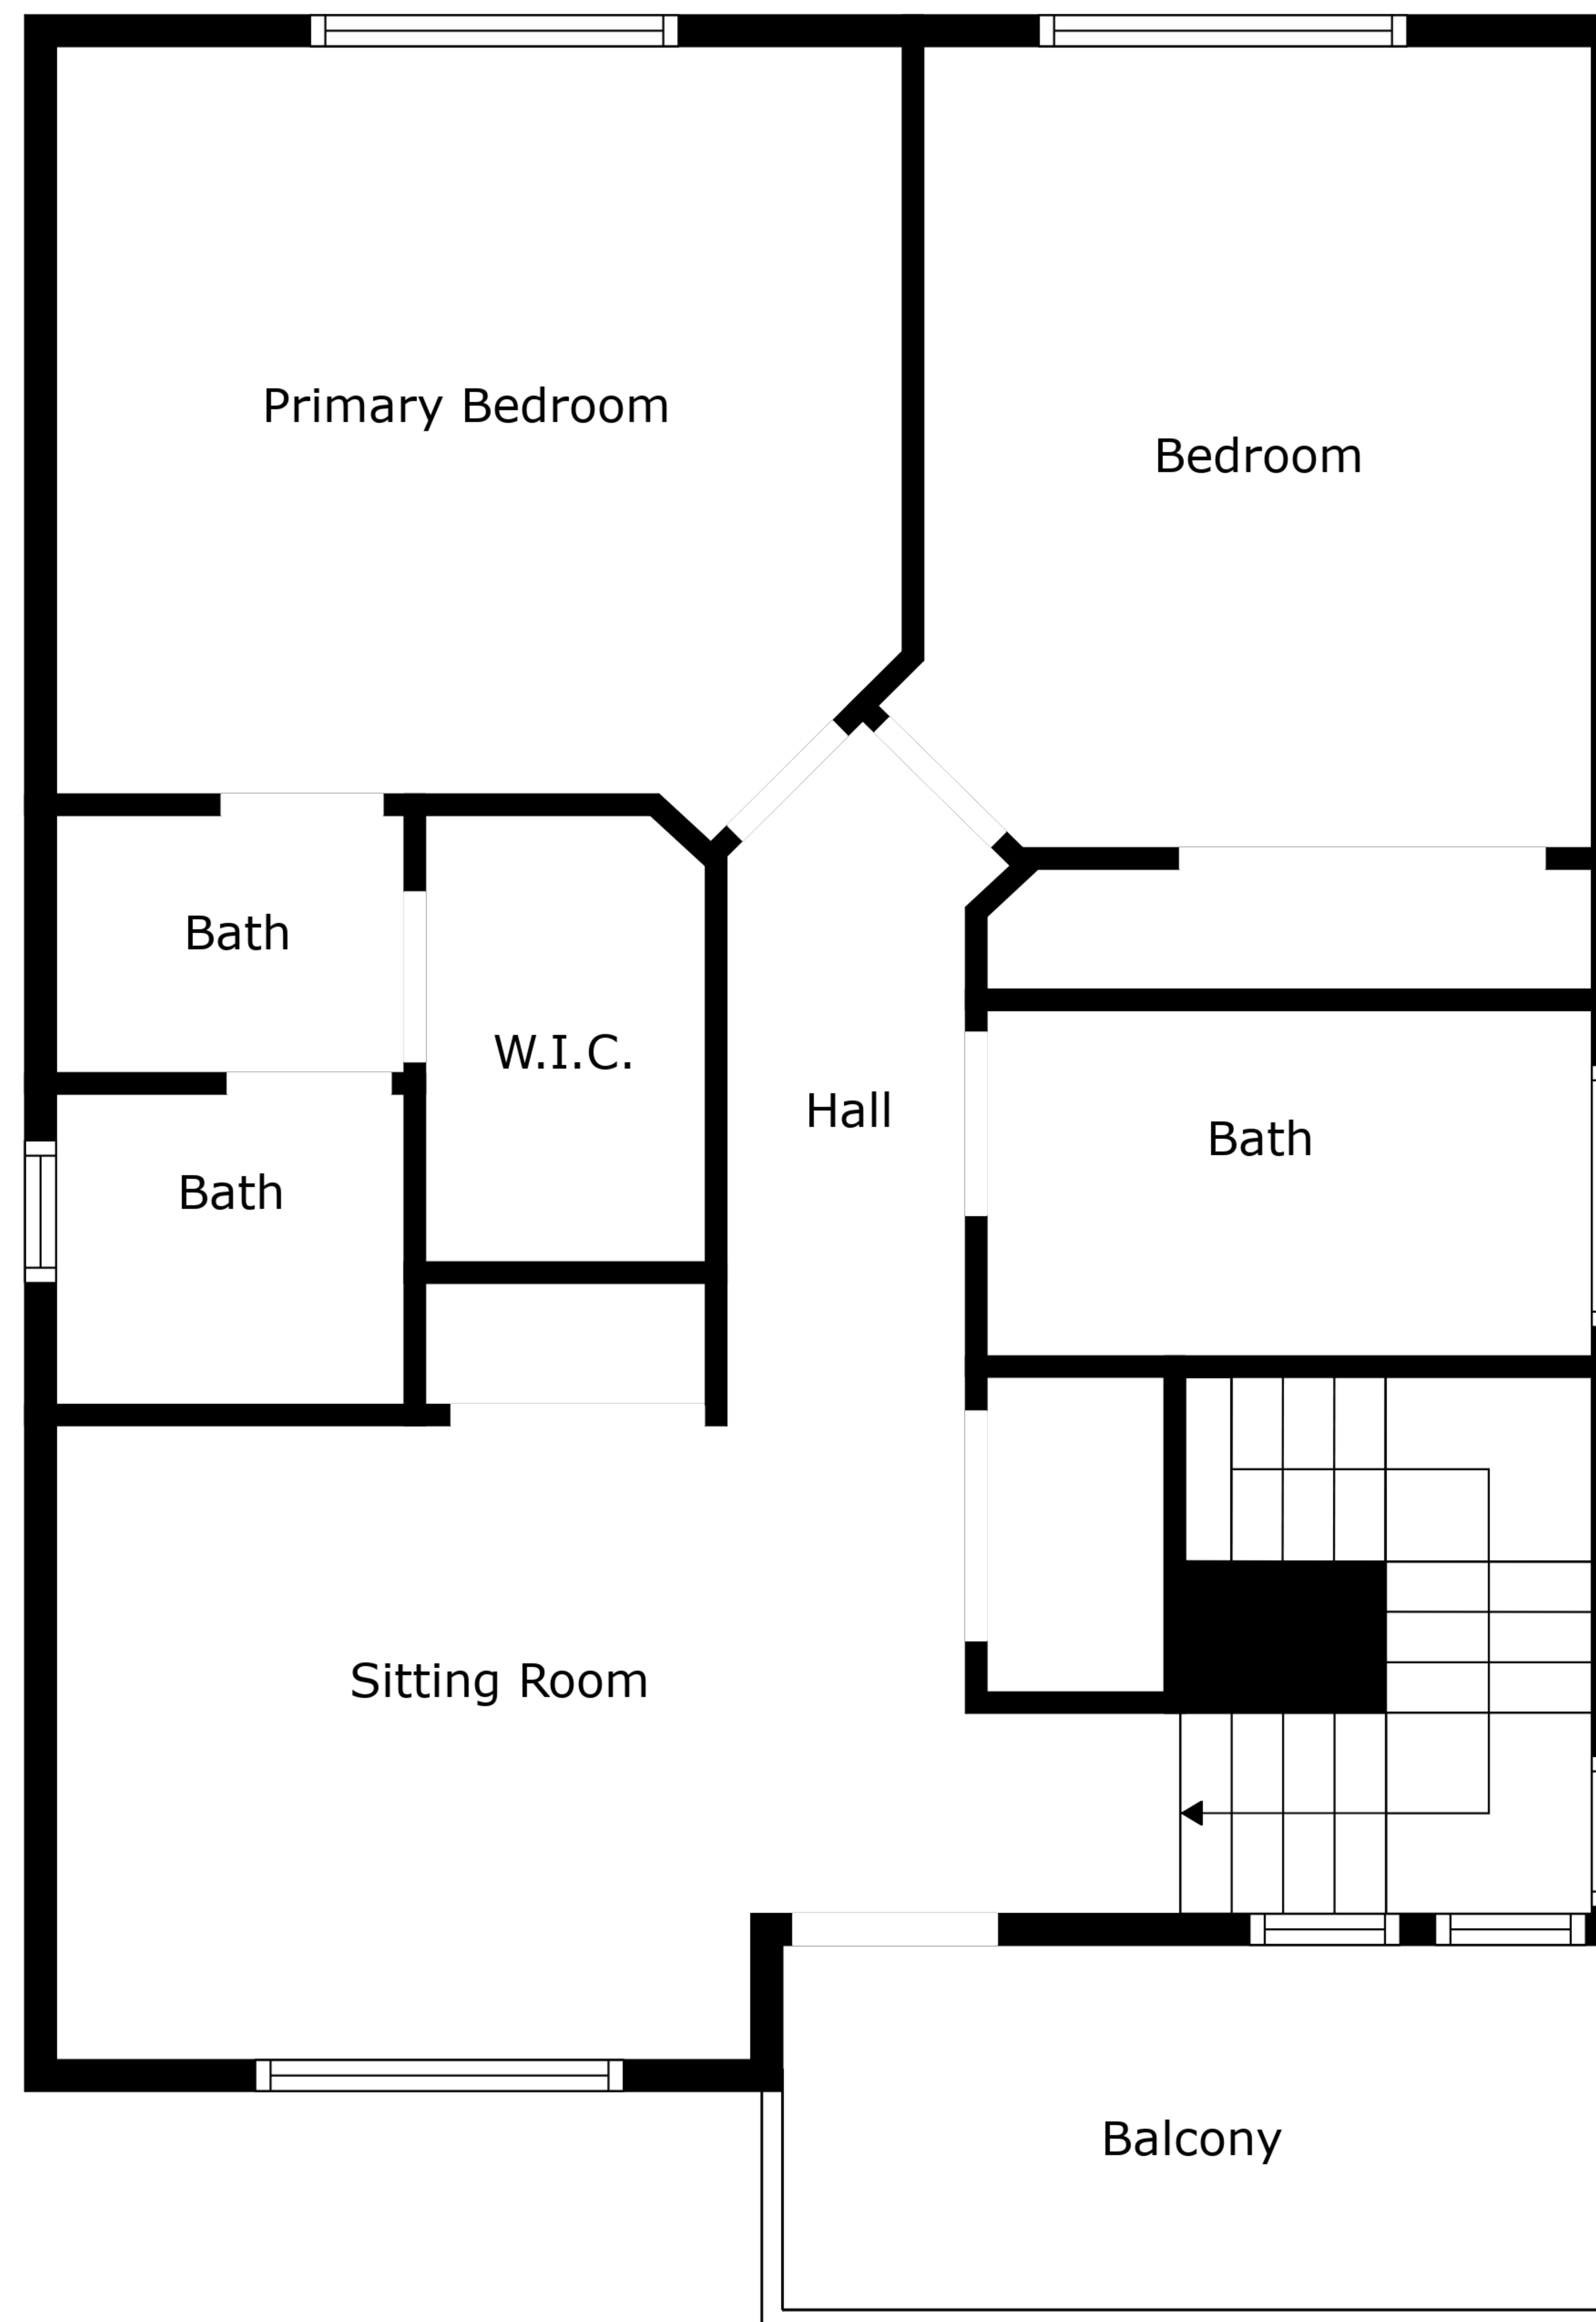 Primary Bedroom
Bedroom
Bath
W.I.C.
Hall
Bath
Bath
Sitting Room
Balcony